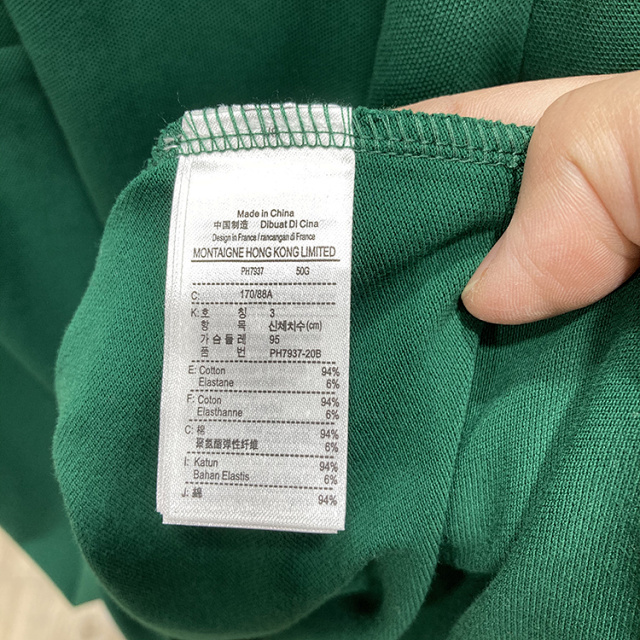 Made in China
中国制造 Dibuat Di Cina
Design in France / rancangan di France
MONTAIGNE HONG KONG LIMITED
PH7937 50G
C: 170/88A
K: 호 칭 3
항 목 신체치수(cm)
가 슴 둘 레 95
품 번 PH7937-20B
E: Cotton 94%
Elastane 6%
F: Coton 94%
Elasthanne 6%
C: 棉 94%
聚氨酯弹性纤维 6%
I: Katun 94%
Bahan Elastis 6%
J: 綿 94%